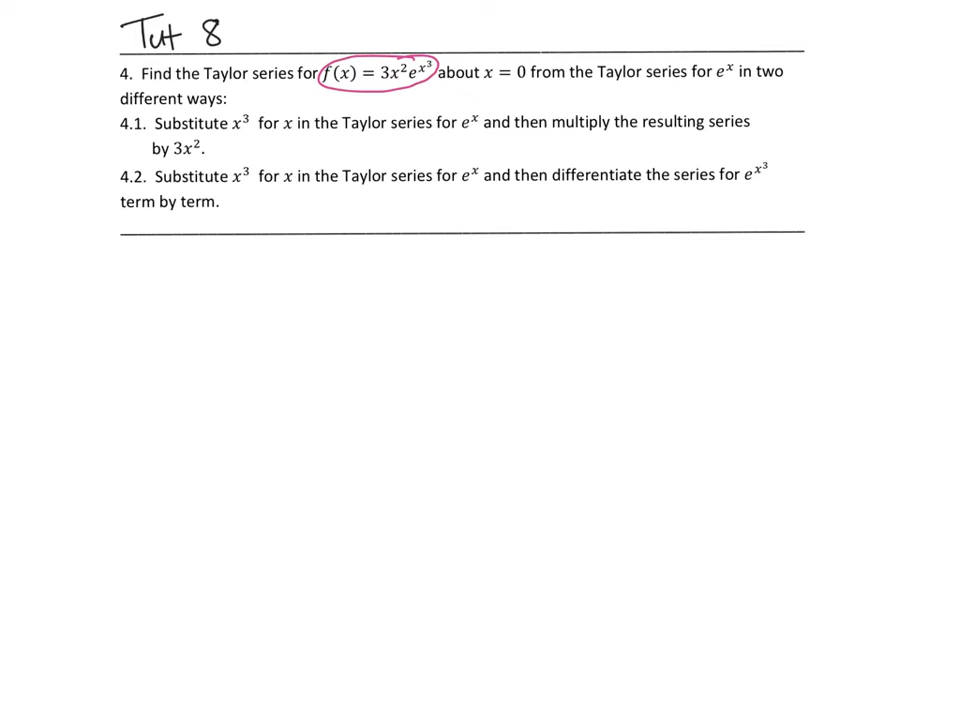 Tut 8
4. Find the Taylor series for f(x) = 3x²eˣ³ about x = 0 from the Taylor series for eˣ in two
different ways:
4.1. Substitute x³ for x in the Taylor series for eˣ and then multiply the resulting series
by 3x².
4.2. Substitute x³ for x in the Taylor series for eˣ and then differentiate the series for eˣ³
term by term.